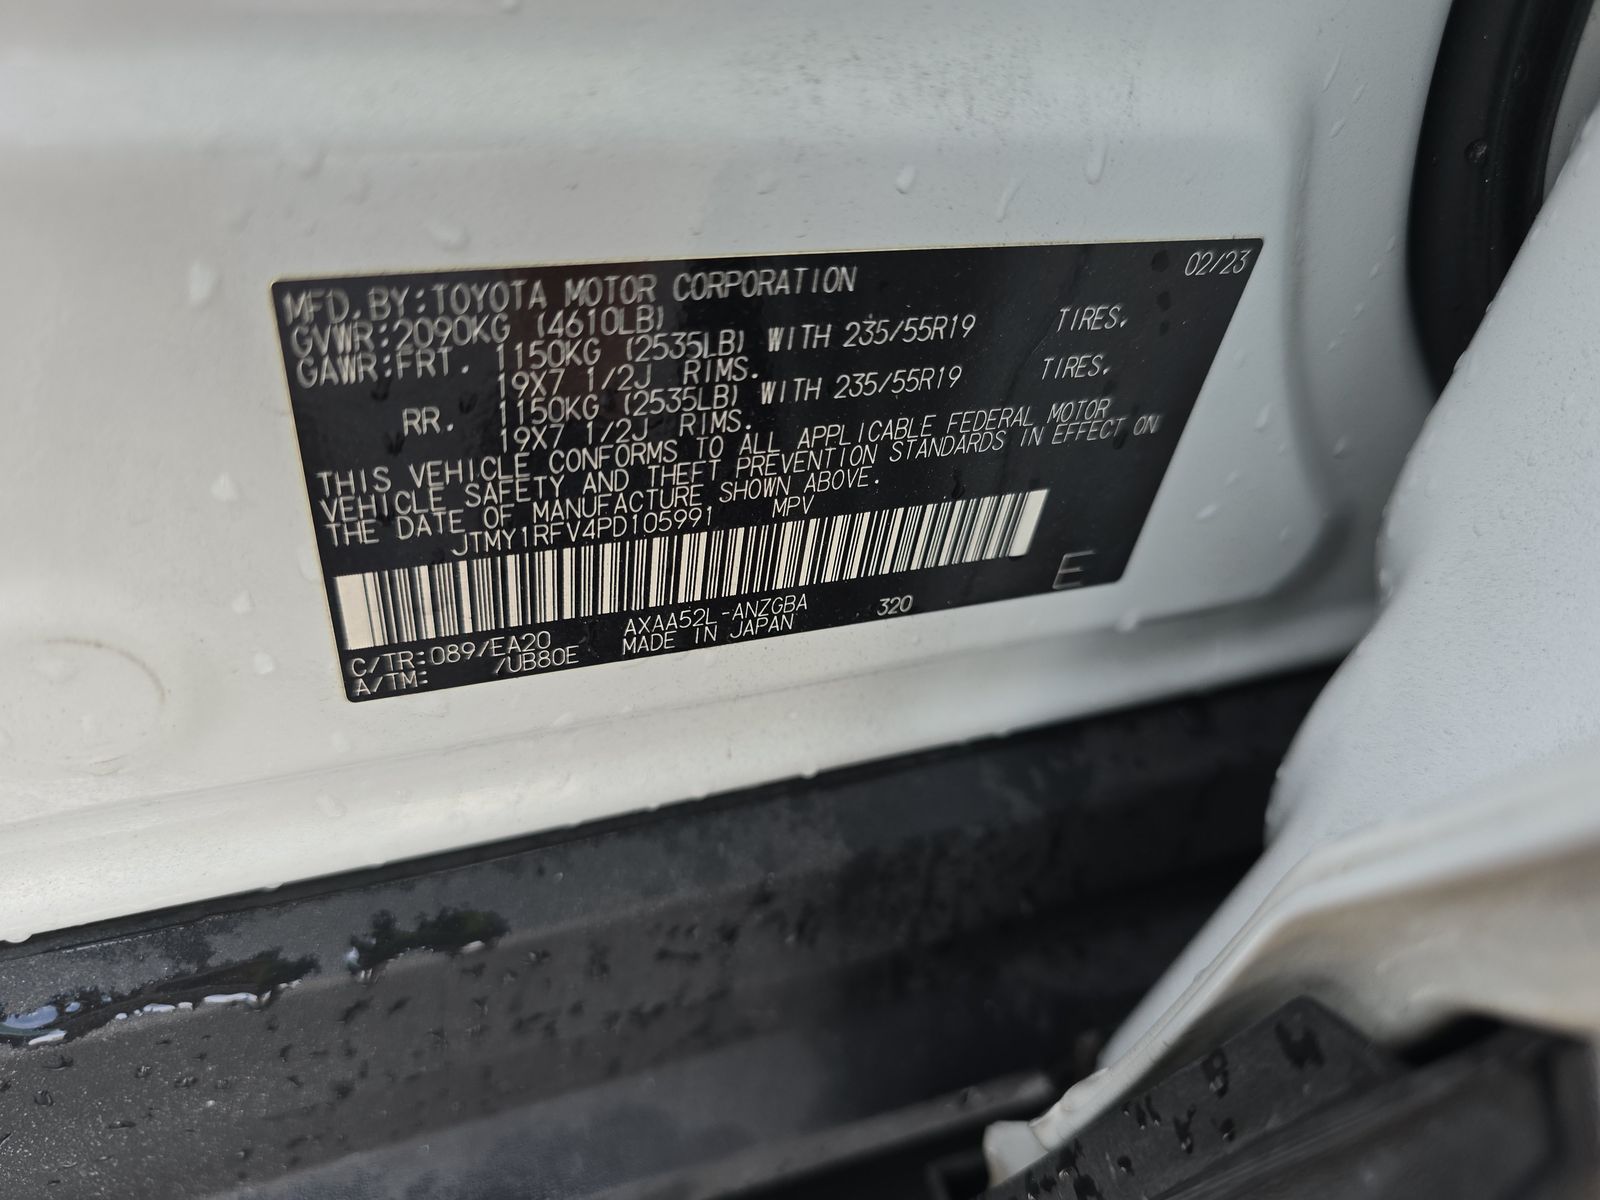 02/23
MFD.BY:TOYOTA MOTOR CORPORATION
GVWR:2090KG (4610LB)
GAWR:FRT. 1150KG (2535LB) WITH 235/55R19 TIRES.
19X7 1/2J RIMS.
RR. 1150KG (2535LB) WITH 235/55R19 TIRES.
19X7 1/2J RIMS.
THIS VEHICLE CONFORMS TO ALL APPLICABLE FEDERAL MOTOR
VEHICLE SAFETY AND THEFT PREVENTION STANDARDS IN EFFECT ON
THE DATE OF MANUFACTURE SHOWN ABOVE.
JTMY1RFV4PD105991 MPV
E
C/TR:089/EA20 AXAA52L-ANZGBA 320
A/TM: /UB80E MADE IN JAPAN